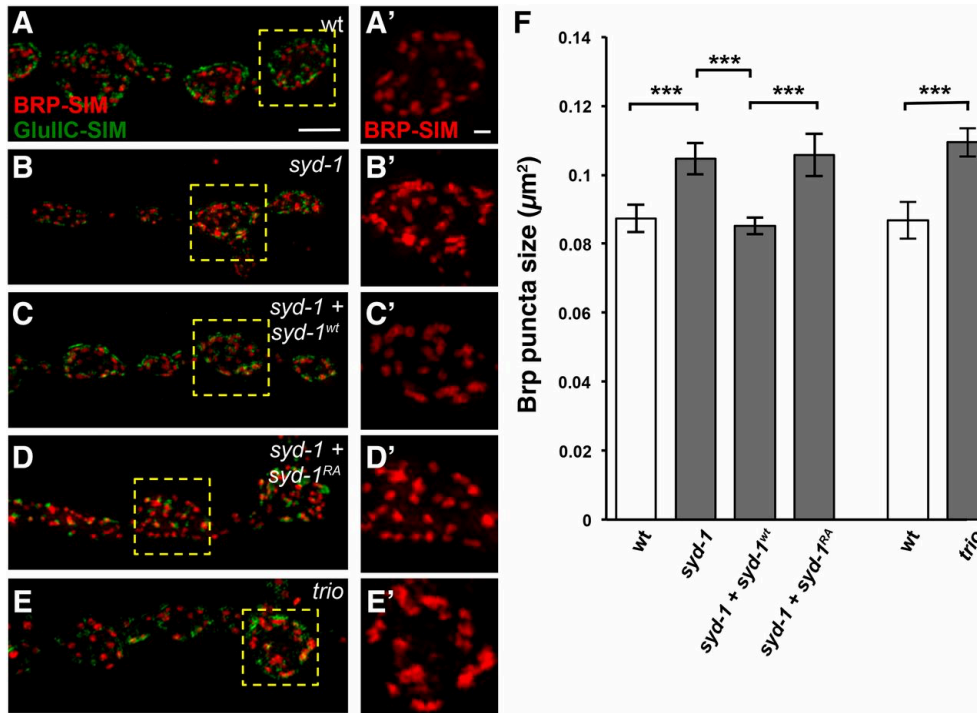 A
wt
BRP-SIM
GluIIC-SIM
A'
BRP-SIM
B
syd-1
B'
C
syd-1 +
syd-1wt
C'
D
syd-1 +
syd-1RA
D'
E
trio
E'
F
Brp puncta size (µm²)
0.14
0.12
0.1
0.08
0.06
0.04
0.02
0
***
***
***
***
wt
syd-1
syd-1 + syd-1wt
syd-1 + syd-1RA
wt
trio